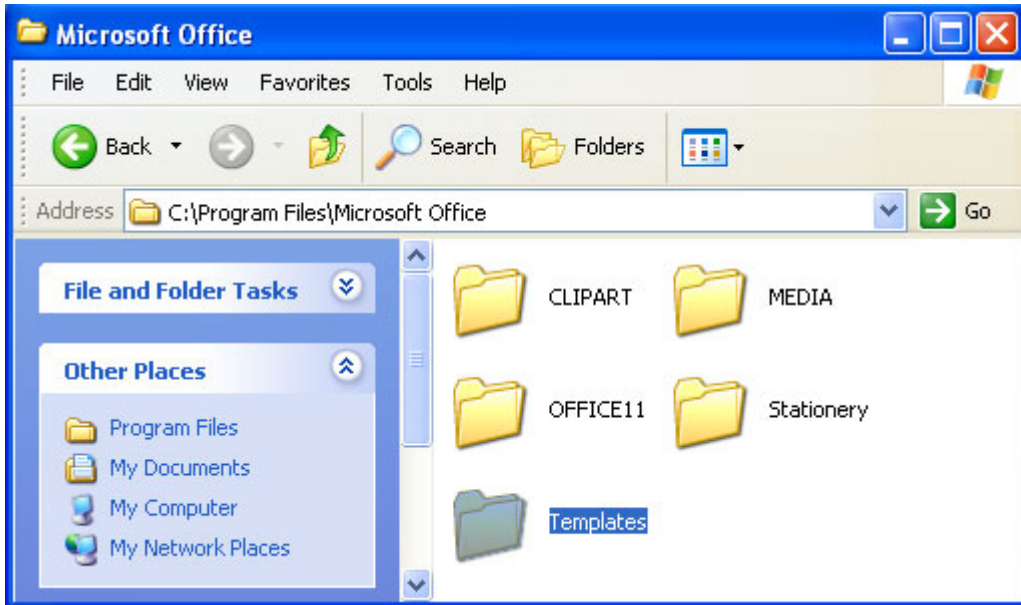 Microsoft Office
File Edit View Favorites Tools Help
Back Search Folders
Address C:\Program Files\Microsoft Office Go
File and Folder Tasks
Other Places
Program Files
My Documents
My Computer
My Network Places
CLIPART MEDIA
OFFICE11 Stationery
Templates